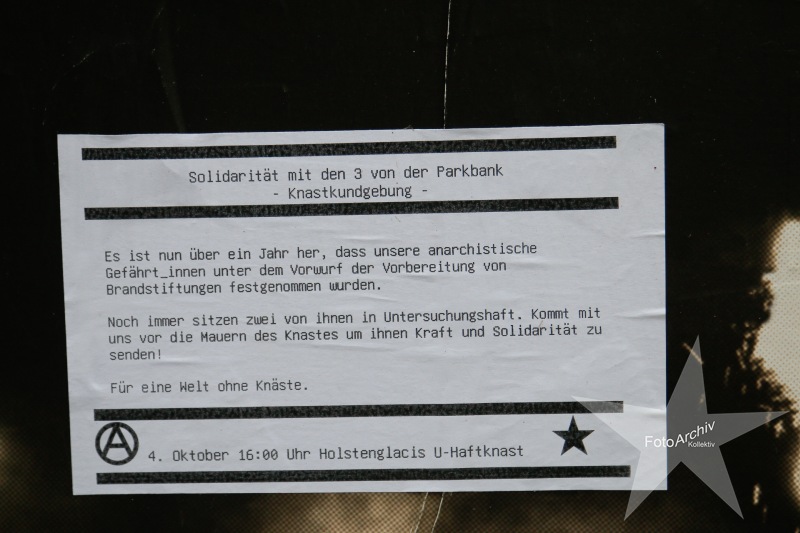 Solidarität mit den 3 von der Parkbank
- Knastkundgebung -
Es ist nun über ein Jahr her, dass unsere anarchistische
Gefährt_innen unter dem Vorwurf der Vorbereitung von
Brandstiftungen festgenommen wurden.
Noch immer sitzen zwei von ihnen in Untersuchungshaft. Kommt mit
uns vor die Mauern des Knastes um ihnen Kraft und Solidarität zu
senden!
Für eine Welt ohne Knäste.
4. Oktober 16:00 Uhr Holstenglacis U-Haftknast
FotoArchiv
Kollektiv